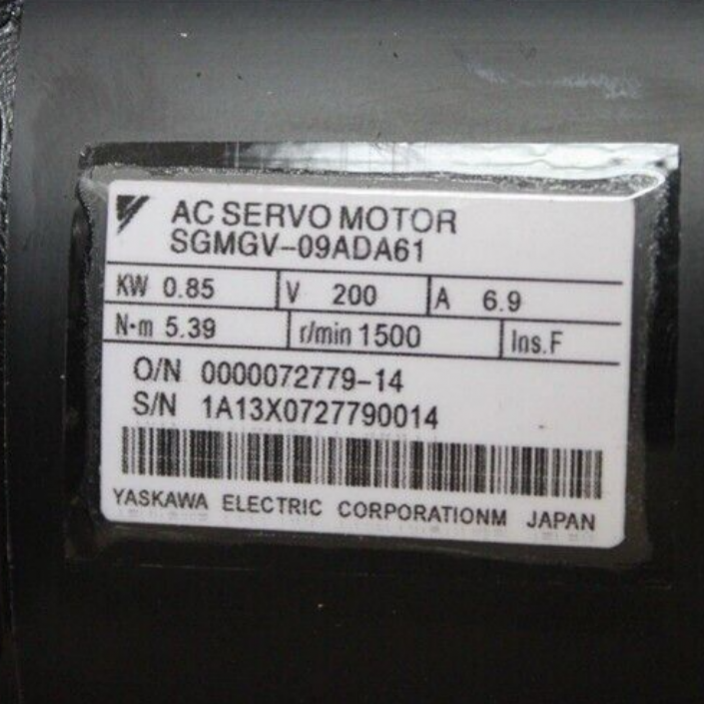 AC SERVO MOTOR
SGMGV-09ADA61
KW 0.85 V 200 A 6.9
N·m 5.39 r/min 1500 Ins.F
O/N 0000072779-14
S/N 1A13X0727790014
YASKAWA ELECTRIC CORPORATIONM JAPAN